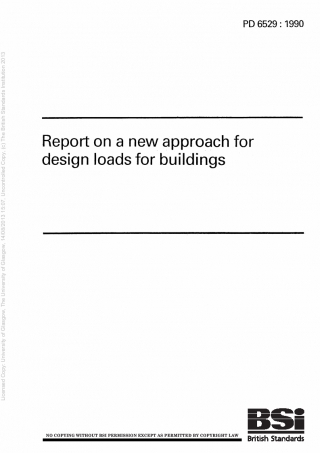 PD 6529 : 1990
Report on a new approach for
design loads for buildings
Licensed Copy: University of Glasgow, The University of Glasgow, 14/09/2013 15:07, Uncontrolled Copy, (c) The British Standards Institution 2010
NO COPYING WITHOUT BSI PERMISSION EXCEPT AS PERMITTED BY COPYRIGHT LAW
BSi
British Standards